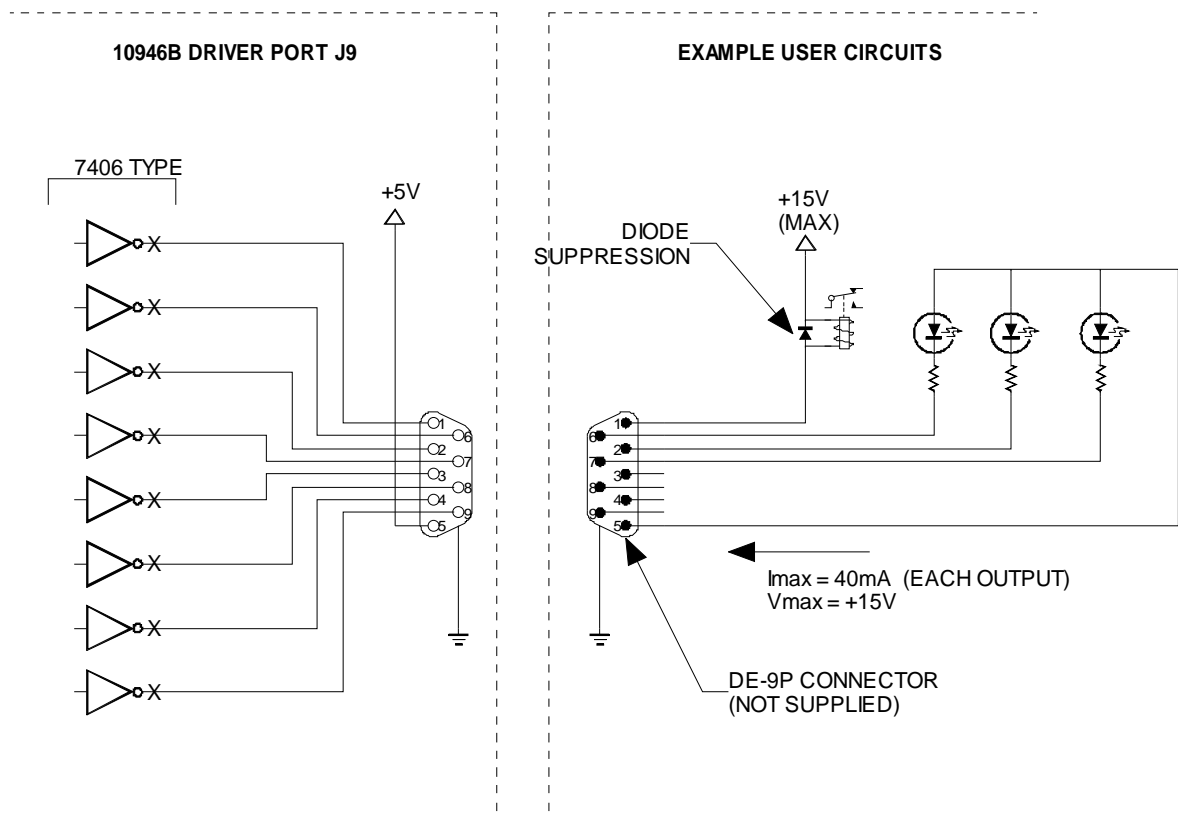 10946B DRIVER PORT J9
7406 TYPE
+5V
X
X
X
X
X
X
X
X
1
6
2
7
3
8
4
9
5
EXAMPLE USER CIRCUITS
+15V
(MAX)
DIODE
SUPPRESSION
1
6
2
7
3
8
4
9
5
Imax = 40mA (EACH OUTPUT)
Vmax = +15V
DE-9P CONNECTOR
(NOT SUPPLIED)